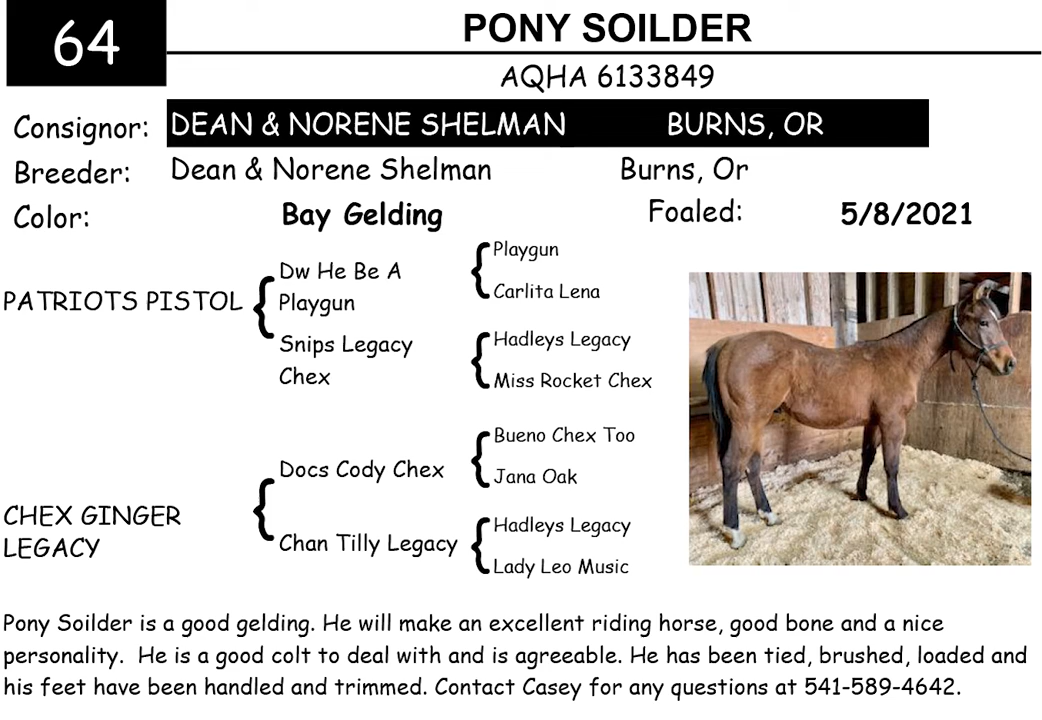 64
PONY SOILDER
AQHA 6133849
Consignor: DEAN & NORENE SHELMAN BURNS, OR
Breeder: Dean & Norene Shelman Burns, Or
Color: Bay Gelding Foaled: 5/8/2021
PATRIOTS PISTOL
Dw He Be A
Playgun
Playgun
Carlita Lena
Snips Legacy
Chex
Hadleys Legacy
Miss Rocket Chex
CHEX GINGER
LEGACY
Docs Cody Chex
Bueno Chex Too
Jana Oak
Chan Tilly Legacy
Hadleys Legacy
Lady Leo Music
Pony Soilder is a good gelding. He will make an excellent riding horse, good bone and a nice
personality. He is a good colt to deal with and is agreeable. He has been tied, brushed, loaded and
his feet have been handled and trimmed. Contact Casey for any questions at 541-589-4642.